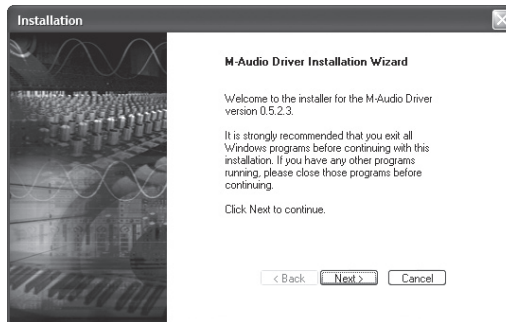 Installation
M-Audio Driver Installation Wizard
Welcome to the installer for the M-Audio Driver
version 0.5.2.3.
It is strongly recommended that you exit all
Windows programs before continuing with this
installation. If you have any other programs
running, please close those programs before
continuing.
Click Next to continue.
< Back Next > Cancel